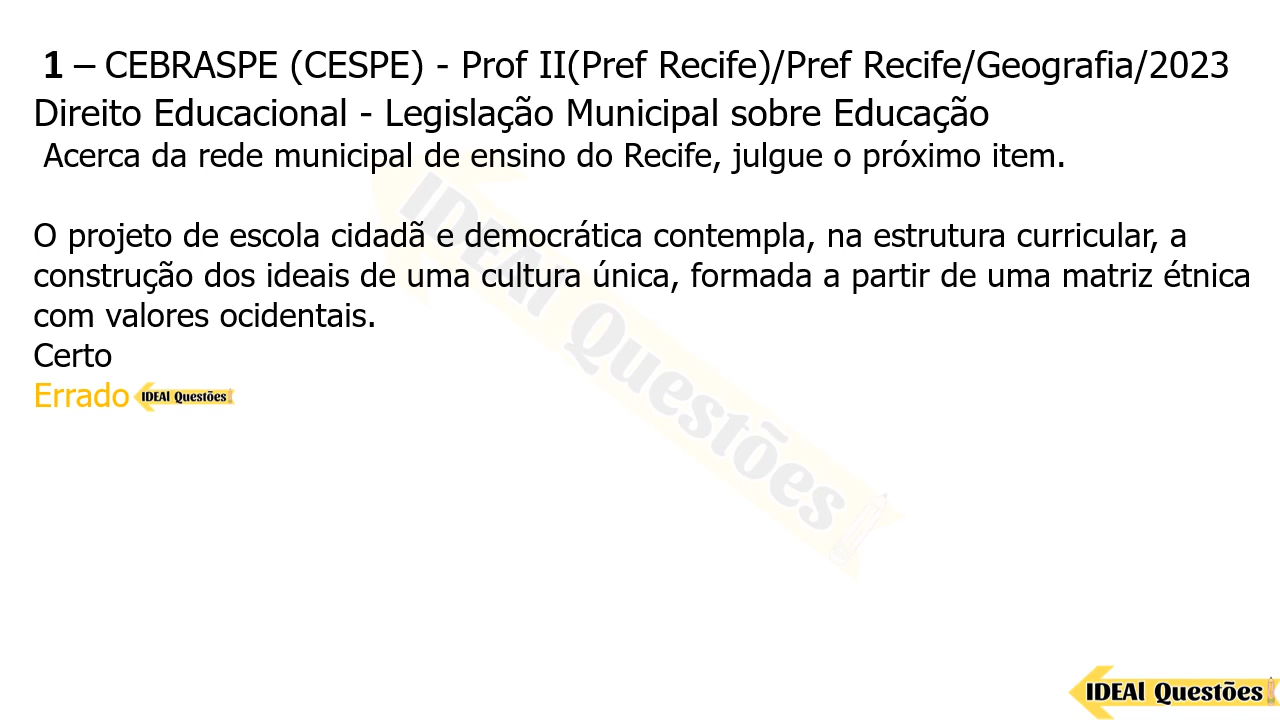 1 – CEBRASPE (CESPE) - Prof II(Pref Recife)/Pref Recife/Geografia/2023
Direito Educacional - Legislação Municipal sobre Educação
Acerca da rede municipal de ensino do Recife, julgue o próximo item.
O projeto de escola cidadã e democrática contempla, na estrutura curricular, a
construção dos ideais de uma cultura única, formada a partir de uma matriz étnica
com valores ocidentais.
Certo
Errado IDEAl Questões
IDEAl Questões
IDEAl Questões